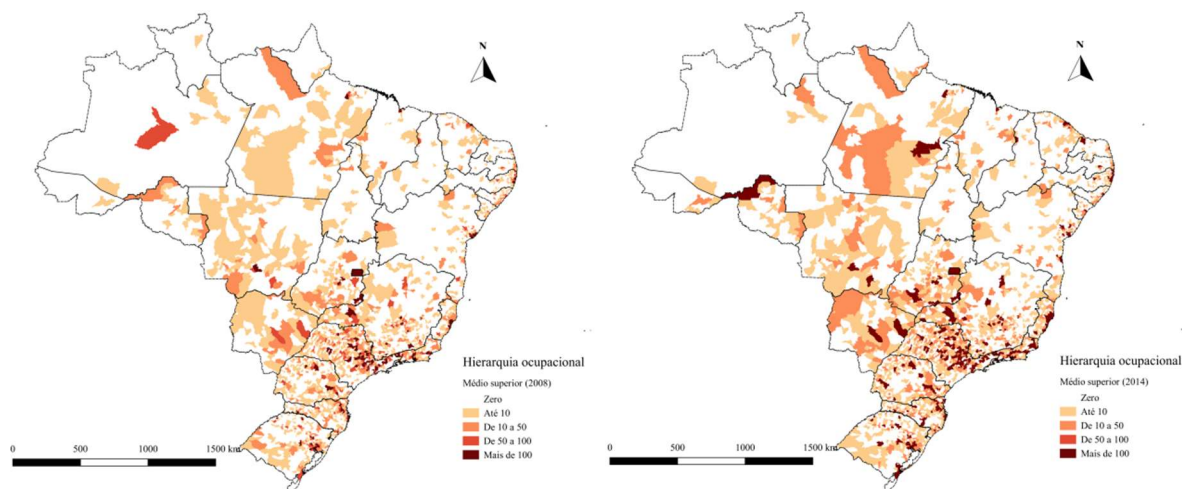 N
Hierarquia ocupacional
Médio superior (2008)
Zero
Até 10
De 10 a 50
De 50 a 100
Mais de 100
0 500 1000 1500 km
N
Hierarquia ocupacional
Médio superior (2014)
Zero
Até 10
De 10 a 50
De 50 a 100
Mais de 100
0 500 1000 1500 km